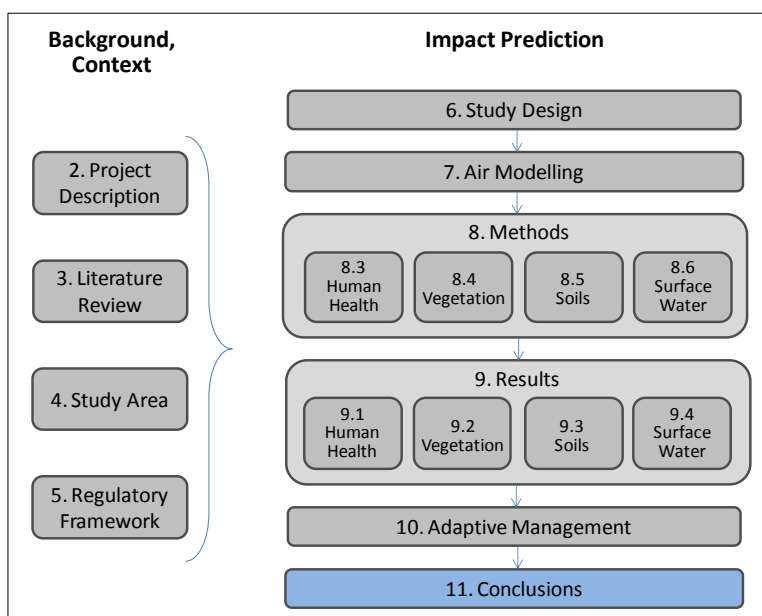 Background,
Context
2. Project
Description
3. Literature
Review
4. Study Area
5. Regulatory
Framework
Impact Prediction
6. Study Design
7. Air Modelling
8. Methods
8.3
Human
Health
8.4
Vegetation
8.5
Soils
8.6
Surface
Water
9. Results
9.1
Human
Health
9.2
Vegetation
9.3
Soils
9.4
Surface
Water
10. Adaptive Management
11. Conclusions